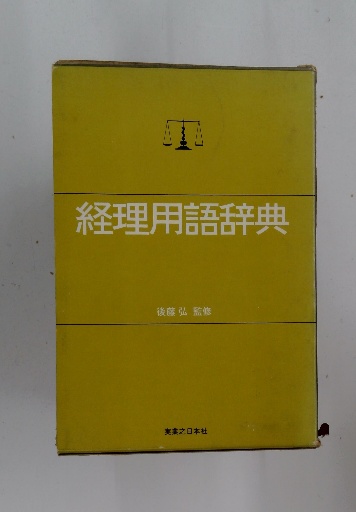 経理用語辞典
後藤弘 監修
実業之日本社